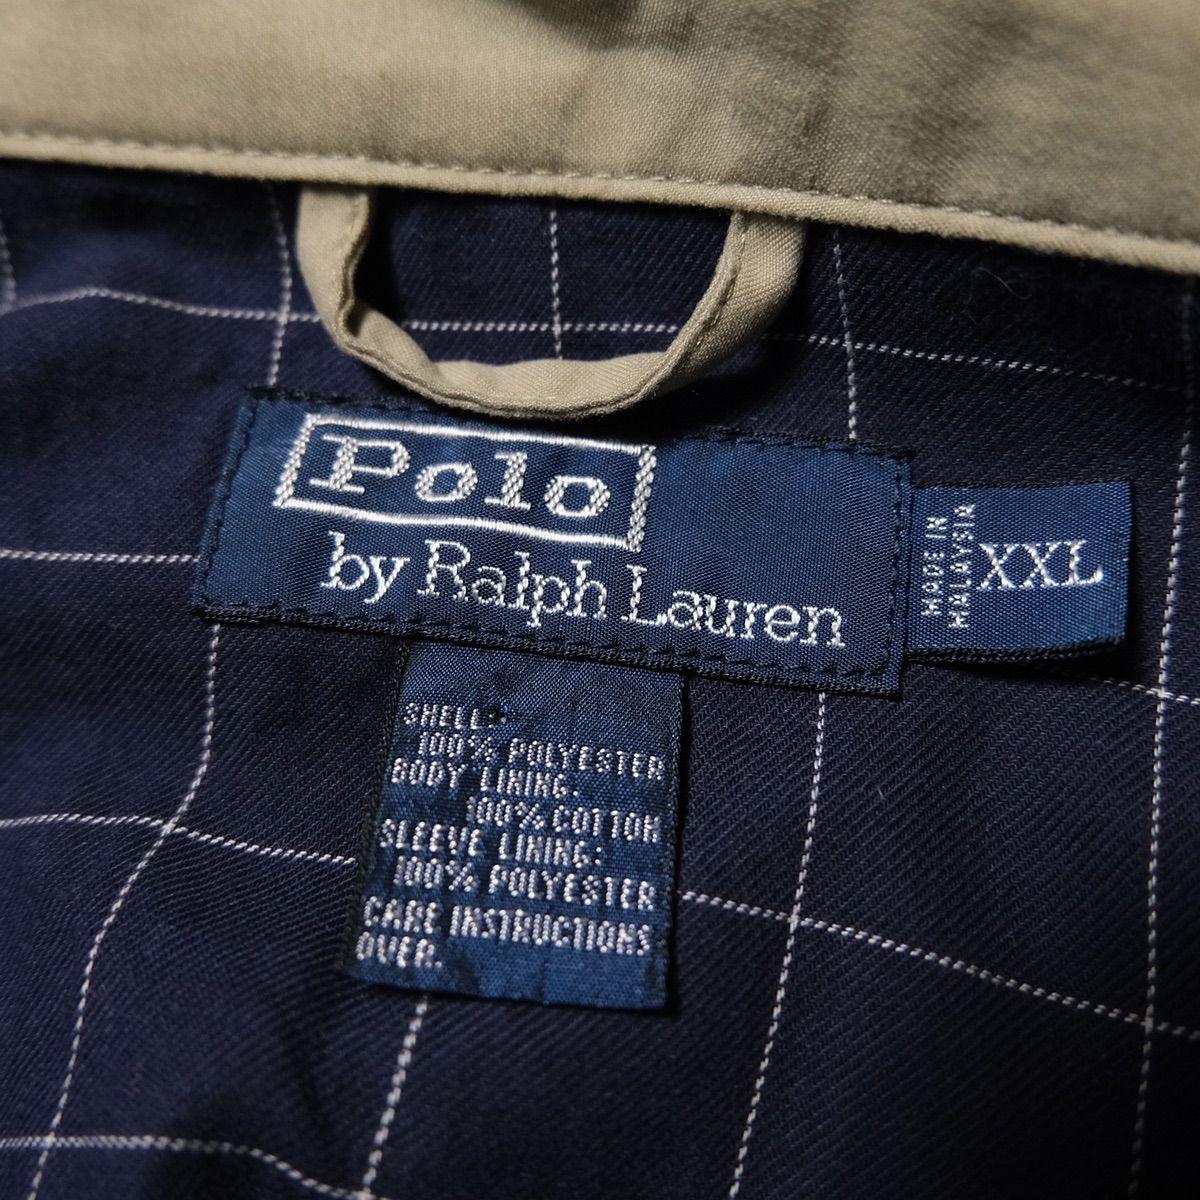 Polo
by Ralph Lauren
MADE IN
MALAYSIA
XXL
SHELL:
100% POLYESTER
BODY LINING:
100% COTTON
SLEEVE LINING:
100% POLYESTER
CARE INSTRUCTIONS
OVER.